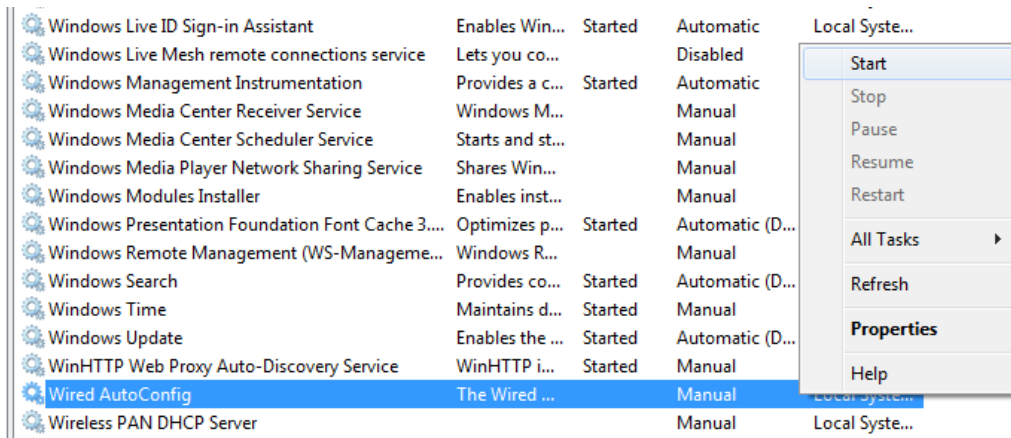 Windows Live ID Sign-in Assistant Enables Win... Started Automatic Local Syste...
Windows Live Mesh remote connections service Lets you co... Disabled
Windows Management Instrumentation Provides a c... Started Automatic
Windows Media Center Receiver Service Windows M... Manual
Windows Media Center Scheduler Service Starts and st... Manual
Windows Media Player Network Sharing Service Shares Win... Manual
Windows Modules Installer Enables inst... Manual
Windows Presentation Foundation Font Cache 3.... Optimizes p... Started Automatic (D...
Windows Remote Management (WS-Manageme... Windows R... Manual
Windows Search Provides co... Started Automatic (D...
Windows Time Maintains d... Started Manual
Windows Update Enables the ... Started Automatic (D...
WinHTTP Web Proxy Auto-Discovery Service WinHTTP i... Started Manual
Wired AutoConfig The Wired ... Manual Local Syste...
Wireless PAN DHCP Server Manual Local Syste...
Start
Stop
Pause
Resume
Restart
All Tasks
Refresh
Properties
Help